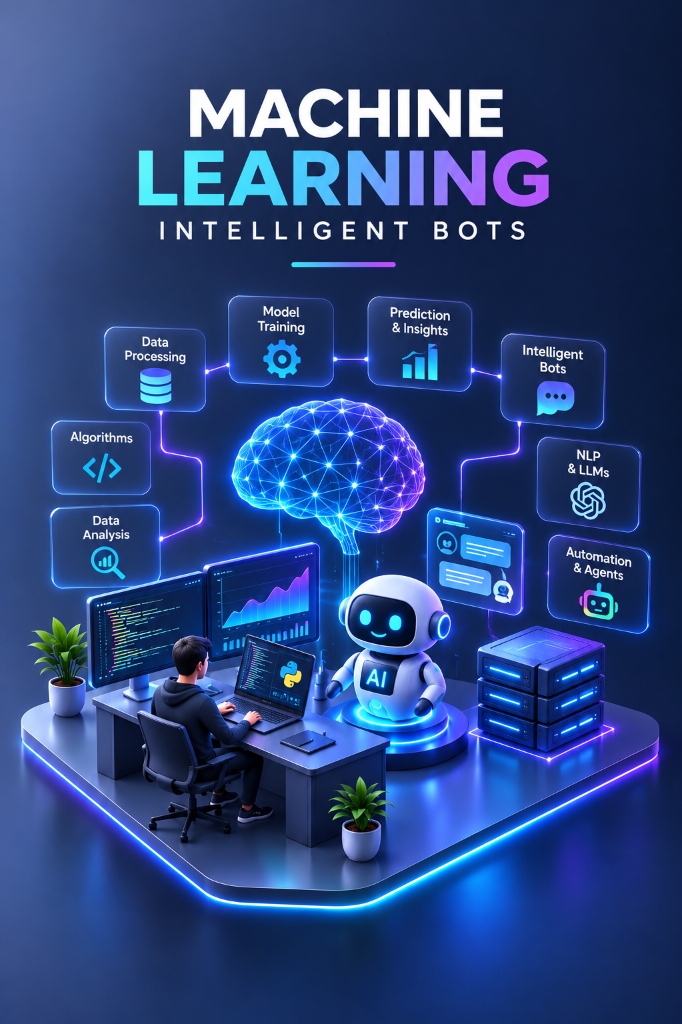 MACHINE
LEARNING
INTELLIGENT BOTS
Model
Training
Prediction
& Insights
Data
Processing
Intelligent
Bots
Algorithms
</>
NLP
& LLMs
Data
Analysis
Automation
& Agents
AI